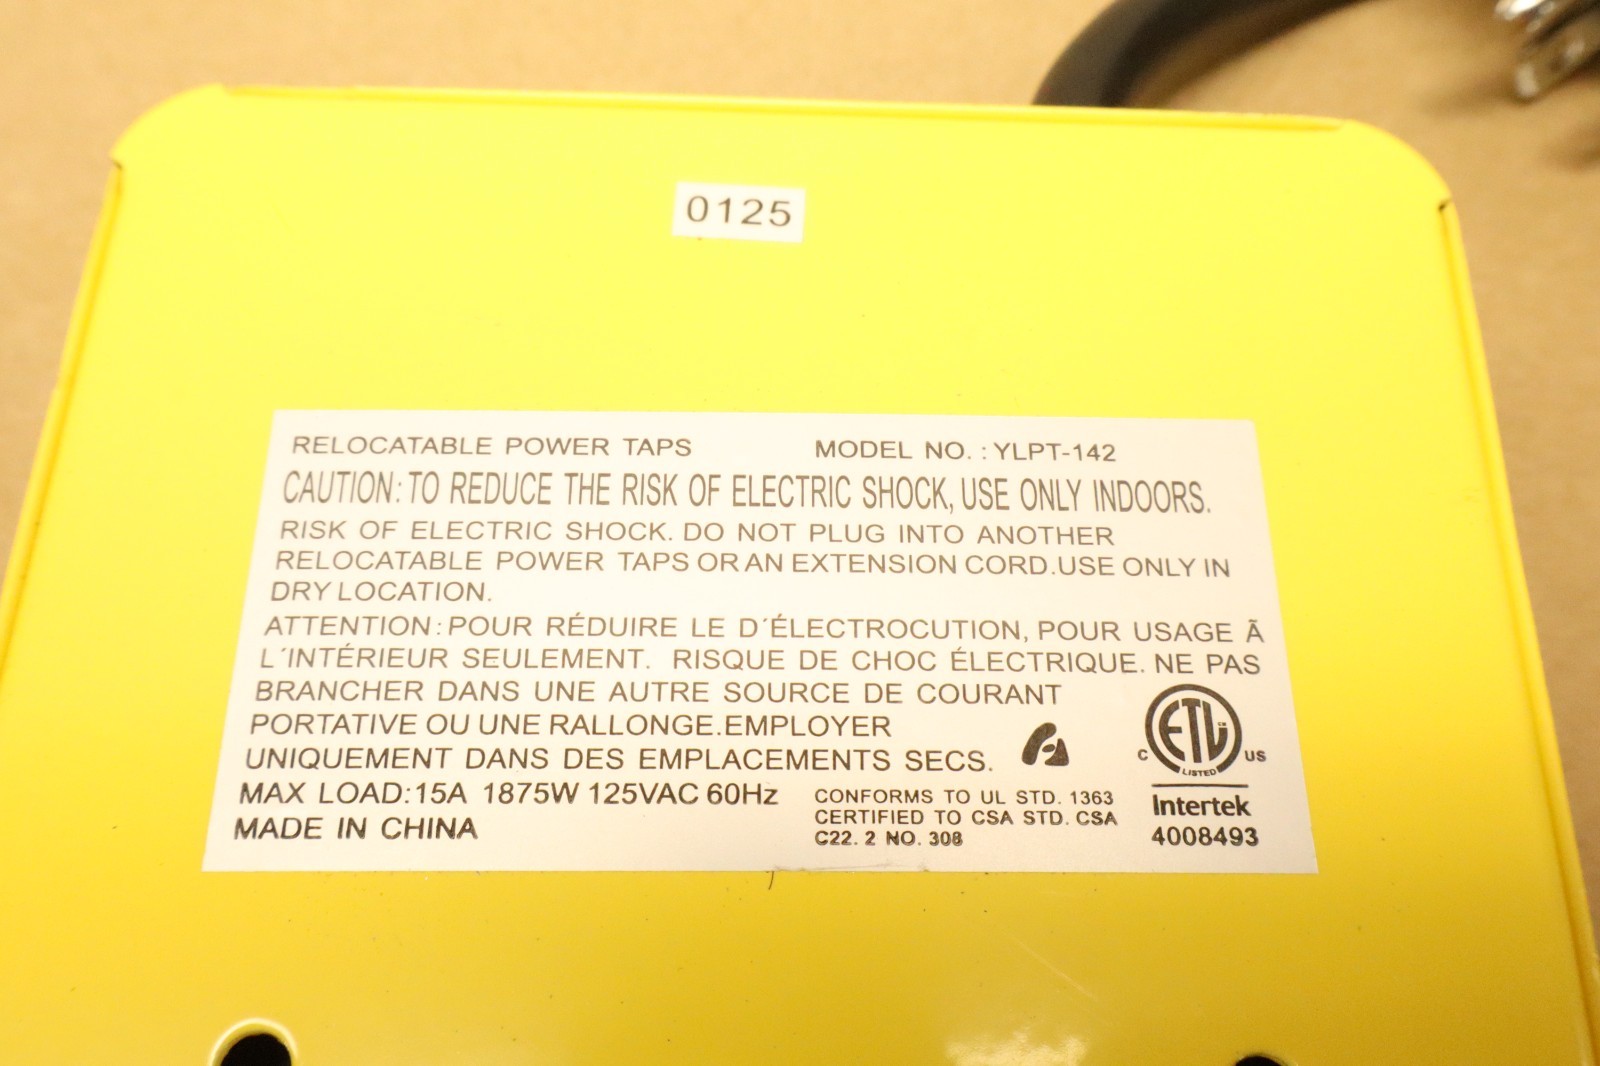 0125
RELOCATABLE POWER TAPS MODEL NO.: YLPT-142
CAUTION: TO REDUCE THE RISK OF ELECTRIC SHOCK, USE ONLY INDOORS.
RISK OF ELECTRIC SHOCK. DO NOT PLUG INTO ANOTHER
RELOCATABLE POWER TAPS OR AN EXTENSION CORD.USE ONLY IN
DRY LOCATION.
ATTENTION:POUR RÉDUIRE LE D´ÉLECTROCUTION, POUR USAGE Ã
L´INTÉRIEUR SEULEMENT. RISQUE DE CHOC ÉLECTRIQUE. NE PAS
BRANCHER DANS UNE AUTRE SOURCE DE COURANT
PORTATIVE OU UNE RALLONGE.EMPLOYER
UNIQUEMENT DANS DES EMPLACEMENTS SECS.
MAX LOAD:15A 1875W 125VAC 60Hz
MADE IN CHINA
CONFORMS TO UL STD. 1363
CERTIFIED TO CSA STD. CSA
C22. 2 NO. 308
ETL CM
C US
LISTED
Intertek
4008493